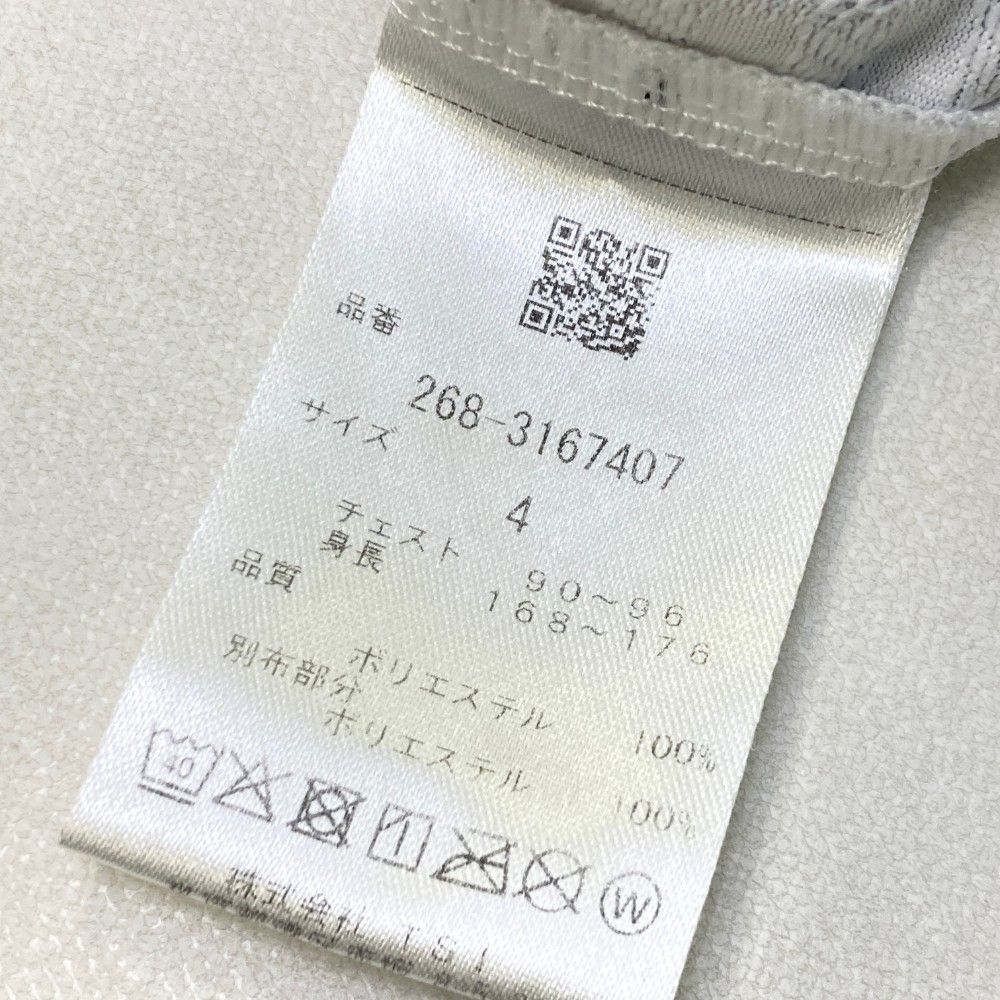 品番
268-3167407
サイズ
4
チェスト 90~96
身長 168~176
品質
ポリエステル 100%
別布部分
ポリエステル 100%
40
W
株式会社 TSI